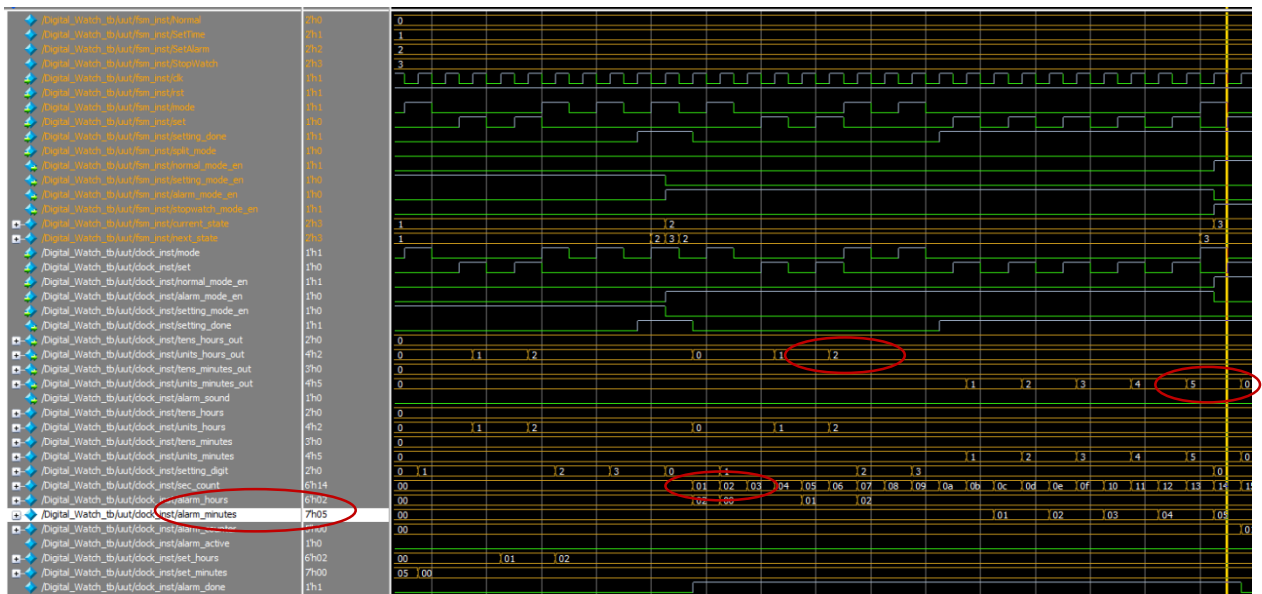 /Digital_Watch_tb/uut/fsm_inst/Normal 2'h0 0
/Digital_Watch_tb/uut/fsm_inst/SetTime 2'h1 1
/Digital_Watch_tb/uut/fsm_inst/SetAlarm 2'h2 2
/Digital_Watch_tb/uut/fsm_inst/StopWatch 2'h3 3
/Digital_Watch_tb/uut/fsm_inst/clk 1'h1
/Digital_Watch_tb/uut/fsm_inst/rst 1'h1
/Digital_Watch_tb/uut/fsm_inst/mode 1'h1
/Digital_Watch_tb/uut/fsm_inst/set 1'h0
/Digital_Watch_tb/uut/fsm_inst/setting_done 1'h1
/Digital_Watch_tb/uut/fsm_inst/split_mode 1'h0
/Digital_Watch_tb/uut/fsm_inst/normal_mode_en 1'h1
/Digital_Watch_tb/uut/fsm_inst/setting_mode_en 1'h0
/Digital_Watch_tb/uut/fsm_inst/alarm_mode_en 1'h0
/Digital_Watch_tb/uut/fsm_inst/stopwatch_mode_en 1'h1
/Digital_Watch_tb/uut/fsm_inst/current_state 2'h3 1 2 3
/Digital_Watch_tb/uut/fsm_inst/next_state 2'h3 1 2 3 2 3
/Digital_Watch_tb/uut/clock_inst/mode 1'h1
/Digital_Watch_tb/uut/clock_inst/set 1'h0
/Digital_Watch_tb/uut/clock_inst/normal_mode_en 1'h1
/Digital_Watch_tb/uut/clock_inst/alarm_mode_en 1'h0
/Digital_Watch_tb/uut/clock_inst/setting_mode_en 1'h0
/Digital_Watch_tb/uut/clock_inst/setting_done 1'h1
/Digital_Watch_tb/uut/clock_inst/tens_hours_out 2'h0 0
/Digital_Watch_tb/uut/clock_inst/units_hours_out 4'h2 0 1 2 0 1 2
/Digital_Watch_tb/uut/clock_inst/tens_minutes_out 3'h0 0
/Digital_Watch_tb/uut/clock_inst/units_minutes_out 4'h5 0 1 2 3 4 5 0
/Digital_Watch_tb/uut/clock_inst/alarm_sound 1'h0
/Digital_Watch_tb/uut/clock_inst/tens_hours 2'h0 0
/Digital_Watch_tb/uut/clock_inst/units_hours 4'h2 0 1 2 0 1 2
/Digital_Watch_tb/uut/clock_inst/tens_minutes 3'h0 0
/Digital_Watch_tb/uut/clock_inst/units_minutes 4'h5 0 1 2 3 4 5 0
/Digital_Watch_tb/uut/clock_inst/setting_digit 2'h0 0 1 2 3 0 1 2 3 0
/Digital_Watch_tb/uut/clock_inst/sec_count 6'h14 00 01 02 03 04 05 06 07 08 09 0a 0b 0c 0d 0e 0f 10 11 12 13 14
/Digital_Watch_tb/uut/clock_inst/alarm_hours 6'h02 00 02 00 01 02
/Digital_Watch_tb/uut/clock_inst/alarm_minutes 7'h05 00 01 02 03 04 05
/Digital_Watch_tb/uut/clock_inst/alarm_counter 00
/Digital_Watch_tb/uut/clock_inst/alarm_active 1'h0
/Digital_Watch_tb/uut/clock_inst/set_hours 6'h02 00 01 02
/Digital_Watch_tb/uut/clock_inst/set_minutes 7'h00 05 00
/Digital_Watch_tb/uut/clock_inst/alarm_done 1'h1